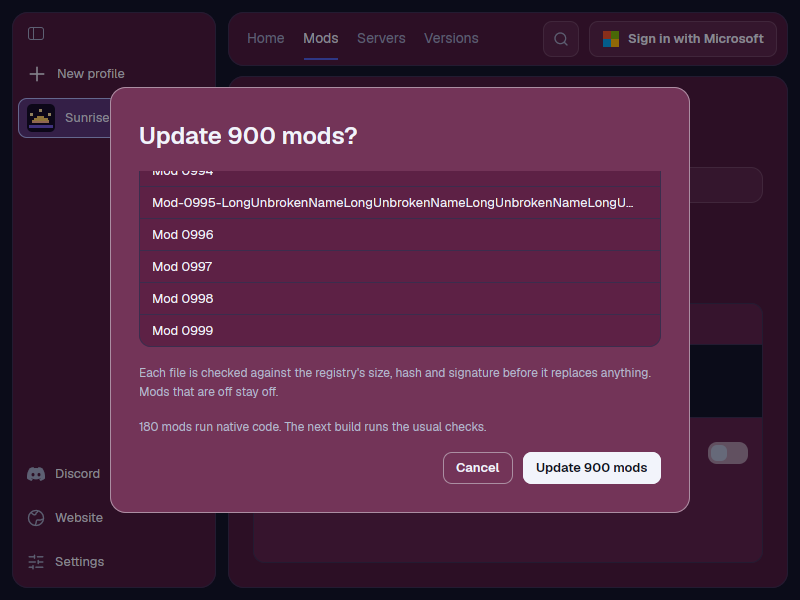 Home Mods Servers Versions
Sign in with Microsoft
New profile
Sunrise
Update 900 mods?
Mod 0994
Mod-0995-LongUnbrokenNameLongUnbrokenNameLongUnbrokenNameLongU…
Mod 0996
Mod 0997
Mod 0998
Mod 0999
Each file is checked against the registry's size, hash and signature before it replaces anything.
Mods that are off stay off.
180 mods run native code. The next build runs the usual checks.
Cancel
Update 900 mods
Discord
Website
Settings